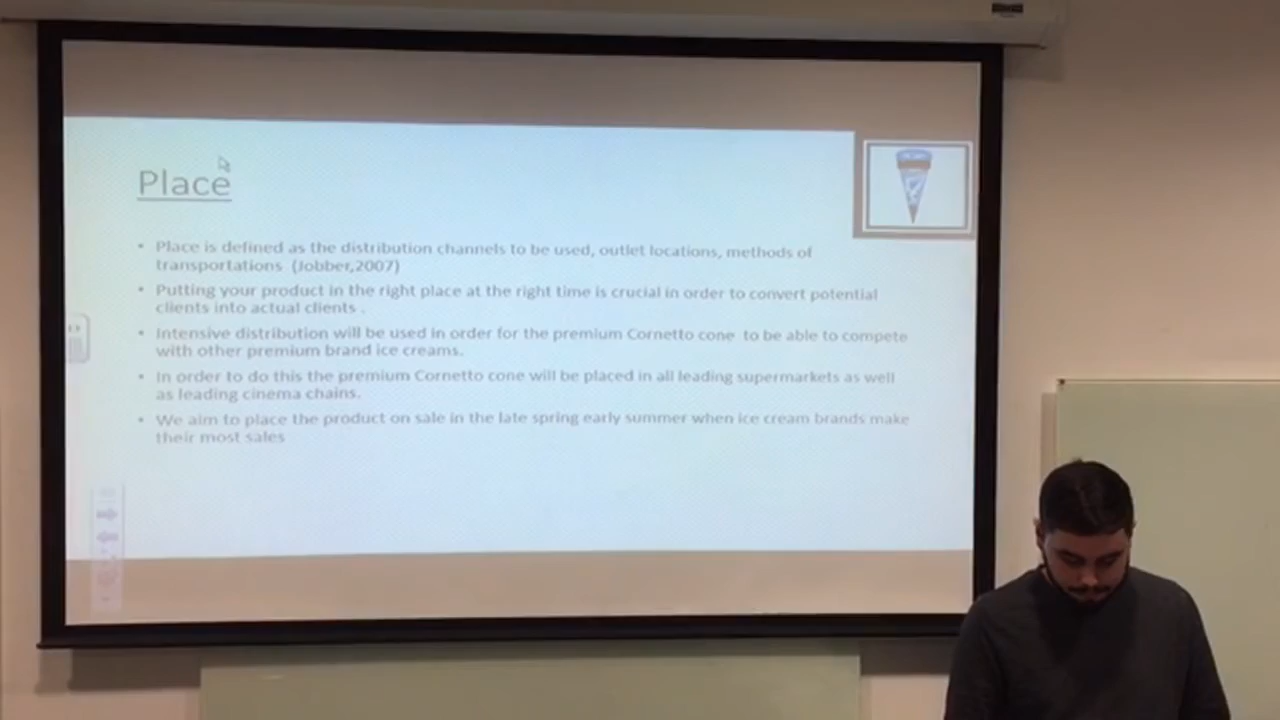 Place
• Place is defined as the distribution channels to be used, outlet locations, methods of
transportations (Jobber,2007)
• Putting your product in the right place at the right time is crucial in order to convert potential
clients into actual clients .
• Intensive distribution will be used in order for the premium Cornetto cone to be able to compete
with other premium brand ice creams.
• In order to do this the premium Cornetto cone will be placed in all leading supermarkets as well
as leading cinema chains.
• We aim to place the product on sale in the late spring early summer when ice cream brands make
their most sales